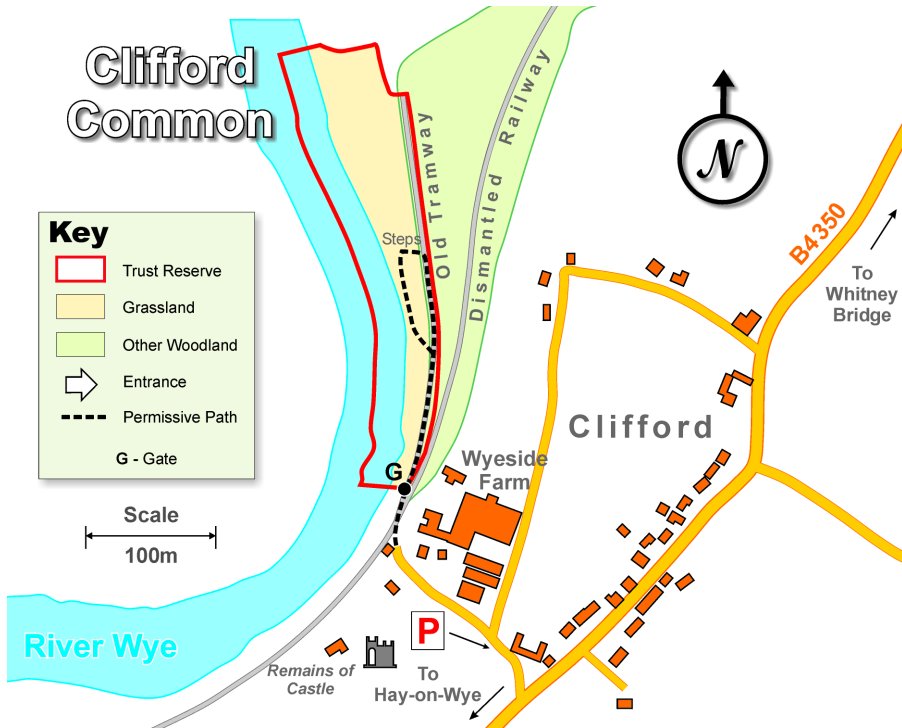 Clifford
Common
Key
Trust Reserve
Grassland
Other Woodland
Entrance
Permissive Path
G - Gate
Scale
100m
Steps
Old Tramway
Dismantled Railway
N
B4350
To
Whitney
Bridge
Clifford
Wyeside
Farm
G
River Wye
P
Remains of
Castle
To
Hay-on-Wye